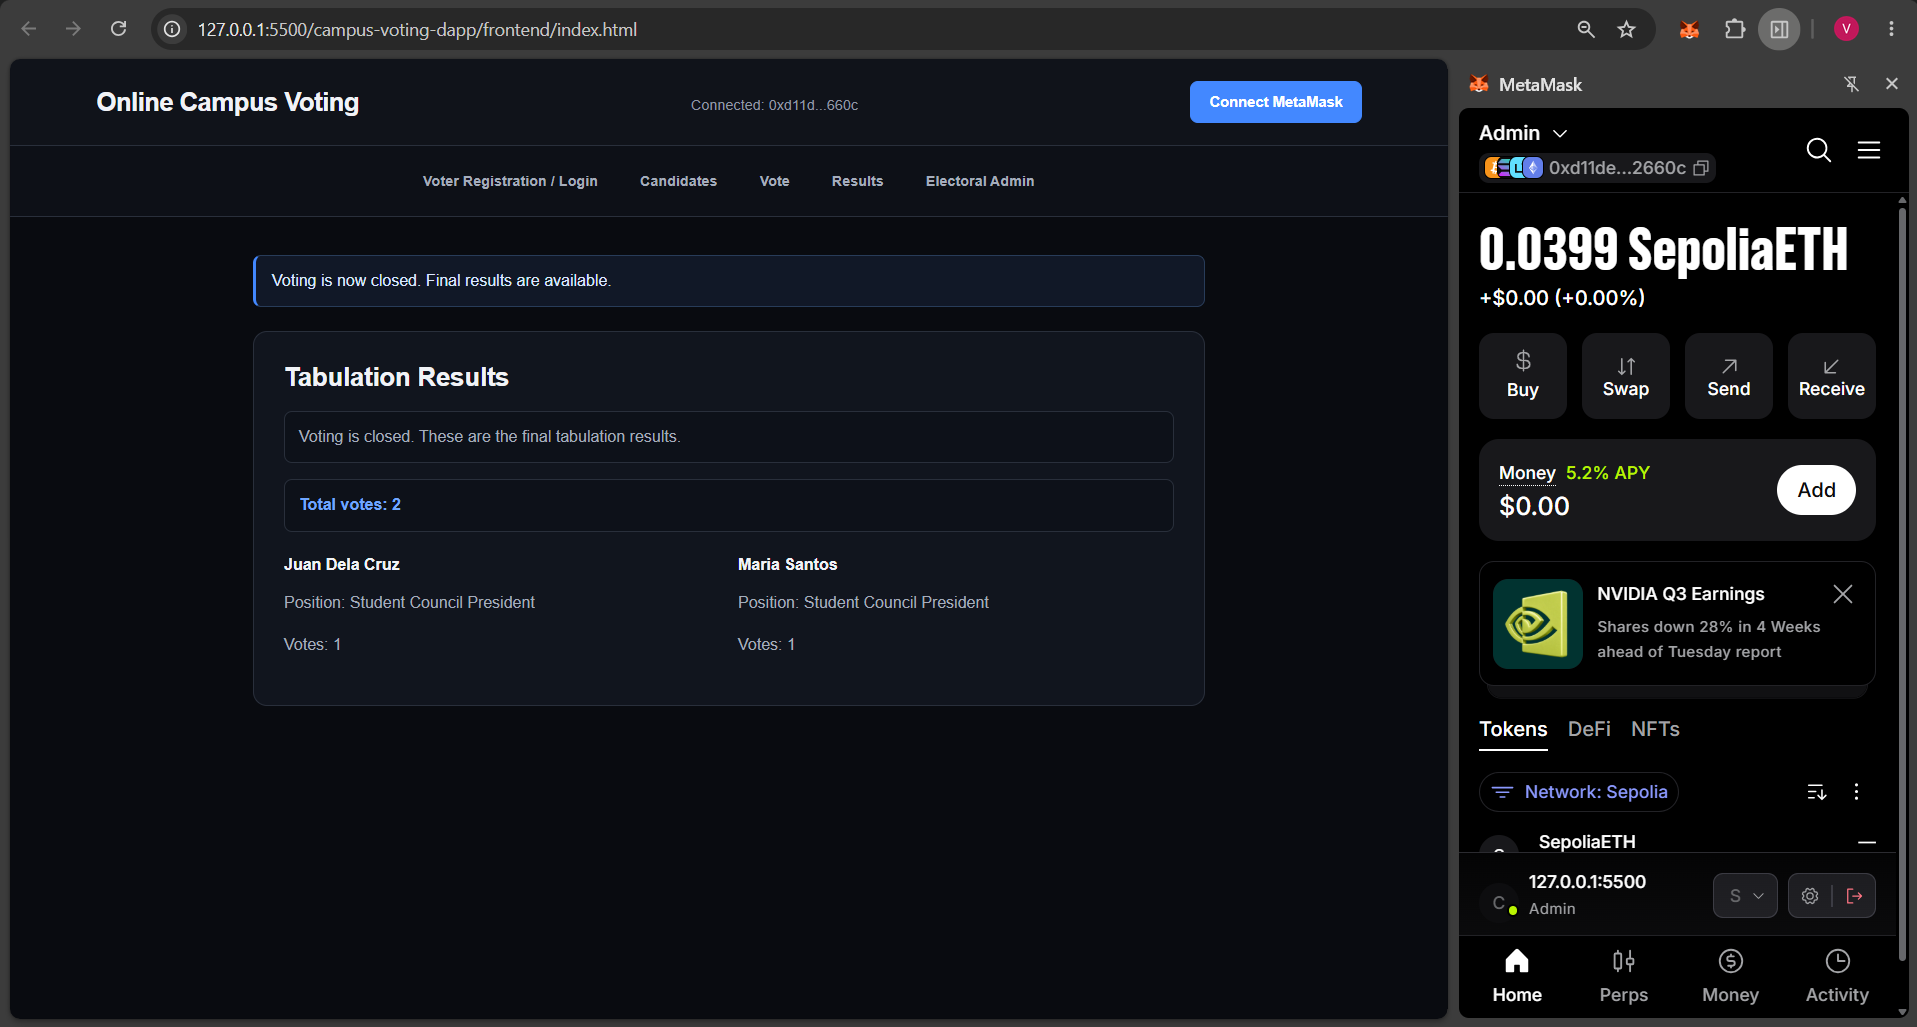 127.0.0.1:5500/campus-voting-dapp/frontend/index.html
V
Online Campus Voting
Connected: 0xd11d...660c
Connect MetaMask
Voter Registration / Login
Candidates
Vote
Results
Electoral Admin
Voting is now closed. Final results are available.
Tabulation Results
Voting is closed. These are the final tabulation results.
Total votes: 2
Juan Dela Cruz
Position: Student Council President
Votes: 1
Maria Santos
Position: Student Council President
Votes: 1
MetaMask
Admin
0xd11de...2660c
0.0399 SepoliaETH
+$0.00 (+0.00%)
Buy
Swap
Send
Receive
Money 5.2% APY
$0.00
Add
NVIDIA Q3 Earnings
Shares down 28% in 4 Weeks
ahead of Tuesday report
Tokens
DeFi
NFTs
Network: Sepolia
SepoliaETH
C
127.0.0.1:5500
Admin
S
Home
Perps
Money
Activity